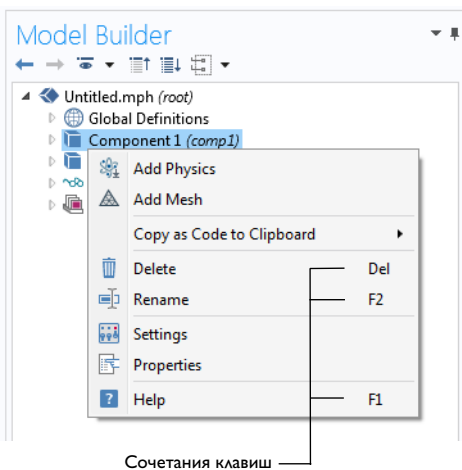 Model Builder
Untitled.mph (root)
Global Definitions
Component 1 (comp1)
Add Physics
Add Mesh
Copy as Code to Clipboard
Delete Del
Rename F2
Settings
Properties
Help F1
Сочетания клавиш